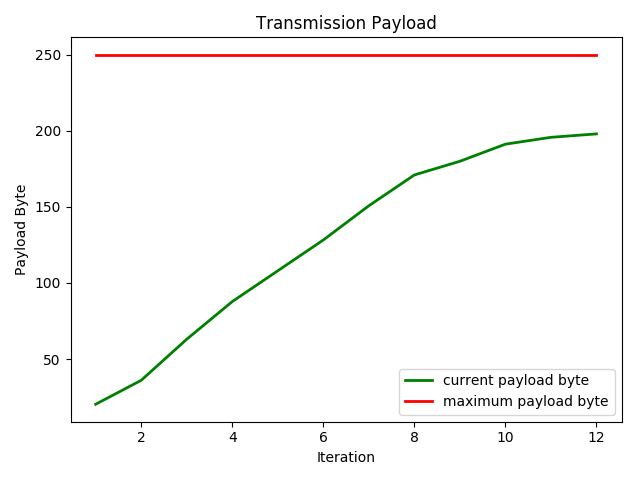 Transmission Payload
Payload Byte
250
200
150
100
50
2 4 6 8 10 12
Iteration
current payload byte
maximum payload byte